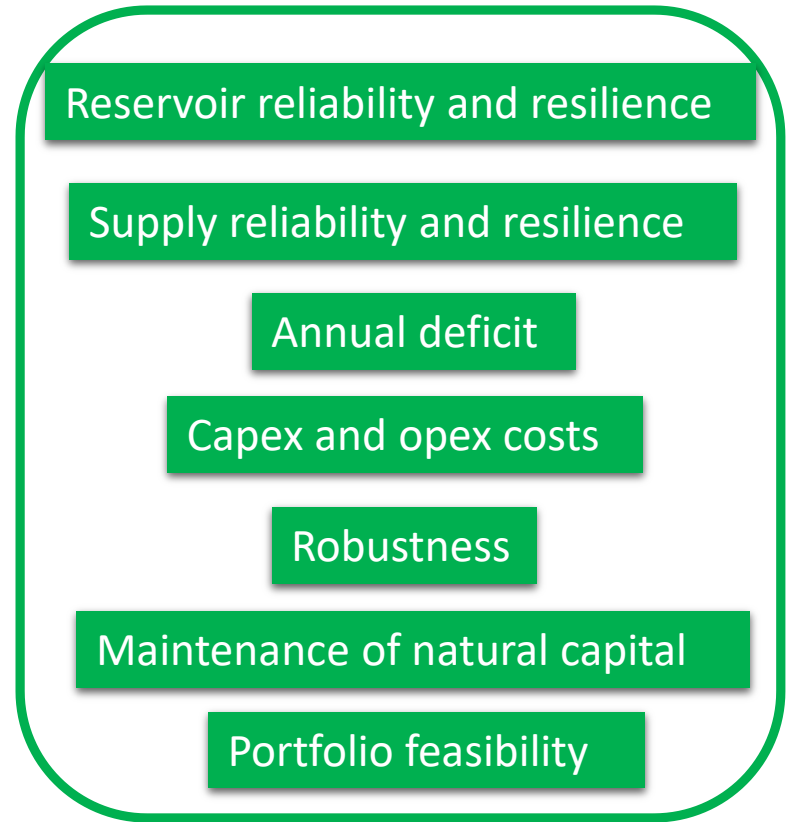 Reservoir reliability and resilience
Supply reliability and resilience
Annual deficit
Capex and opex costs
Robustness
Maintenance of natural capital
Portfolio feasibility